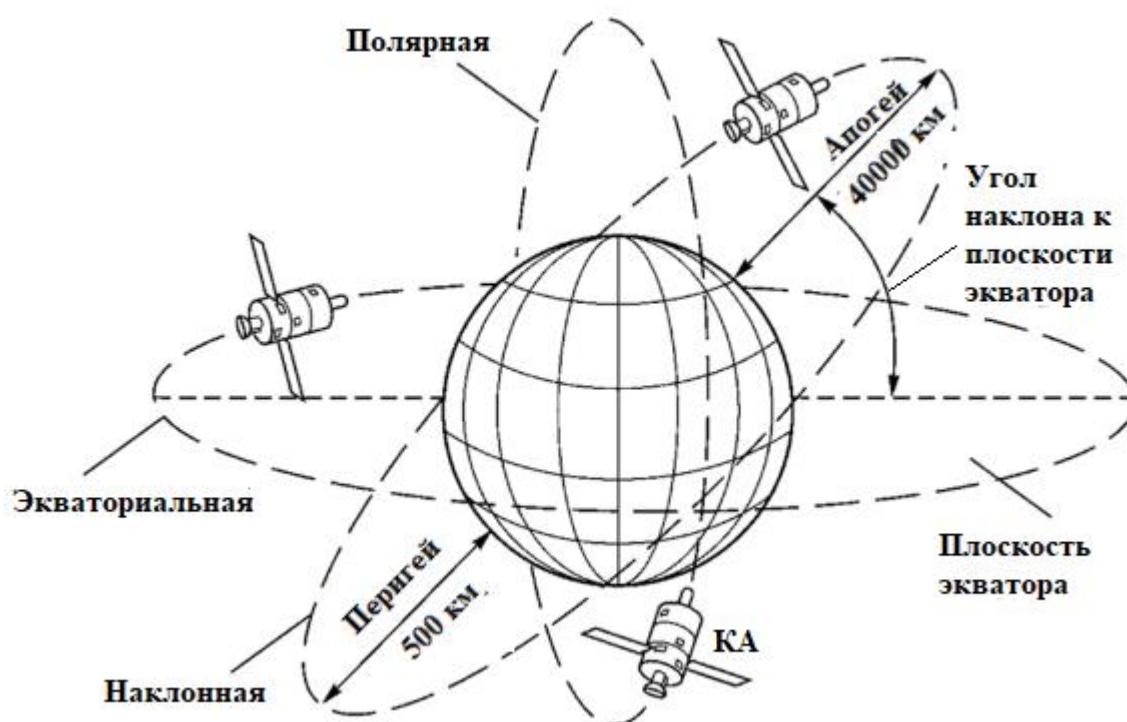 Полярная
Апогей
40000 км
Угол
наклона к
плоскости
экватора
Экваториальная
Плоскость
экватора
Перигей
500 км
КА
Наклонная